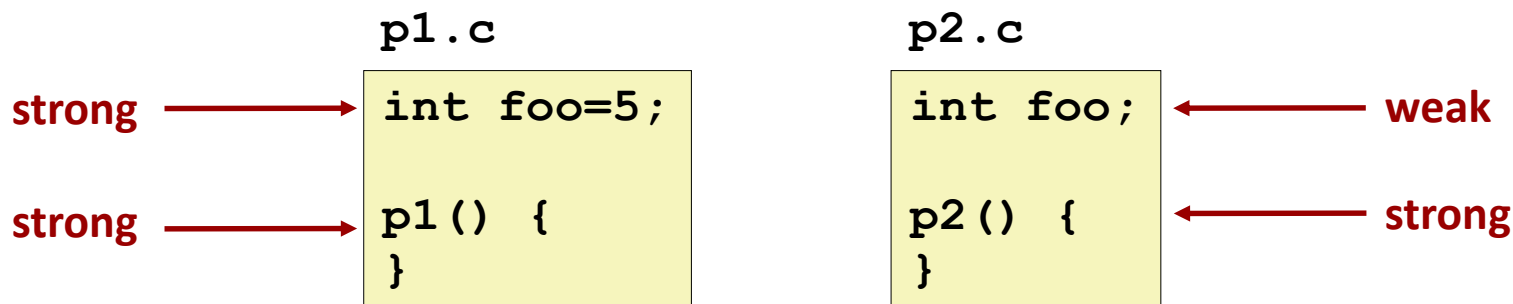 p1.c
p2.c
strong
int foo=5;
int foo;
weak
strong
p1() {
p2() {
strong
}
}